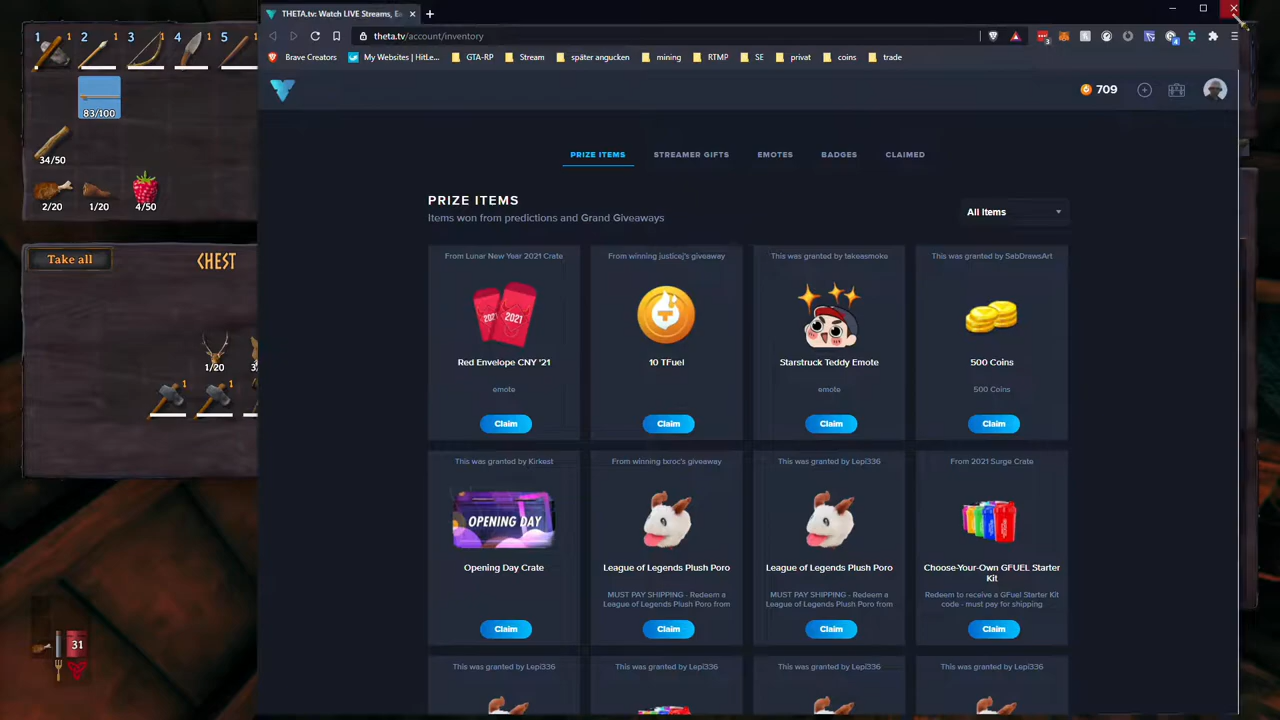 1 1 2 1 3 1 4 1 5
83/100
34/50
2/20 1/20 4/50
Take all
CHEST
1/20
1 1
31
THETA.tv: Watch LIVE Streams, Ea
theta.tv/account/inventory
Brave Creators My Websites | HitLe... GTA-RP Stream später angucken mining RTMP SE privat coins trade
709
PRIZE ITEMS STREAMER GIFTS EMOTES BADGES CLAIMED
PRIZE ITEMS
Items won from predictions and Grand Giveaways
All Items
From Lunar New Year 2021 Crate
2021 2021
Red Envelope CNY '21
emote
Claim
From winning justicej's giveaway
10 TFuel
Claim
This was granted by tekeasmoke
Starstruck Teddy Emote
emote
Claim
This was granted by SabDrawsArt
500 Coins
500 Coins
Claim
This was granted by Kirkest
OPENING DAY
Opening Day Crate
Claim
From winning txroc's giveaway
League of Legends Plush Poro
MUST PAY SHIPPING - Redeem a
League of Legends Plush Poro from
Claim
This was granted by Lepi336
League of Legends Plush Poro
MUST PAY SHIPPING - Redeem a
League of Legends Plush Poro from
Claim
From 2021 Surge Crate
Choose-Your-Own GFUEL Starter
Kit
Redeem to receive a GFuel Starter Kit
code - must pay for shipping
Claim
This was granted by Lepi336
This was granted by Lepi336
This was granted by Lepi336
This was granted by Lepi336